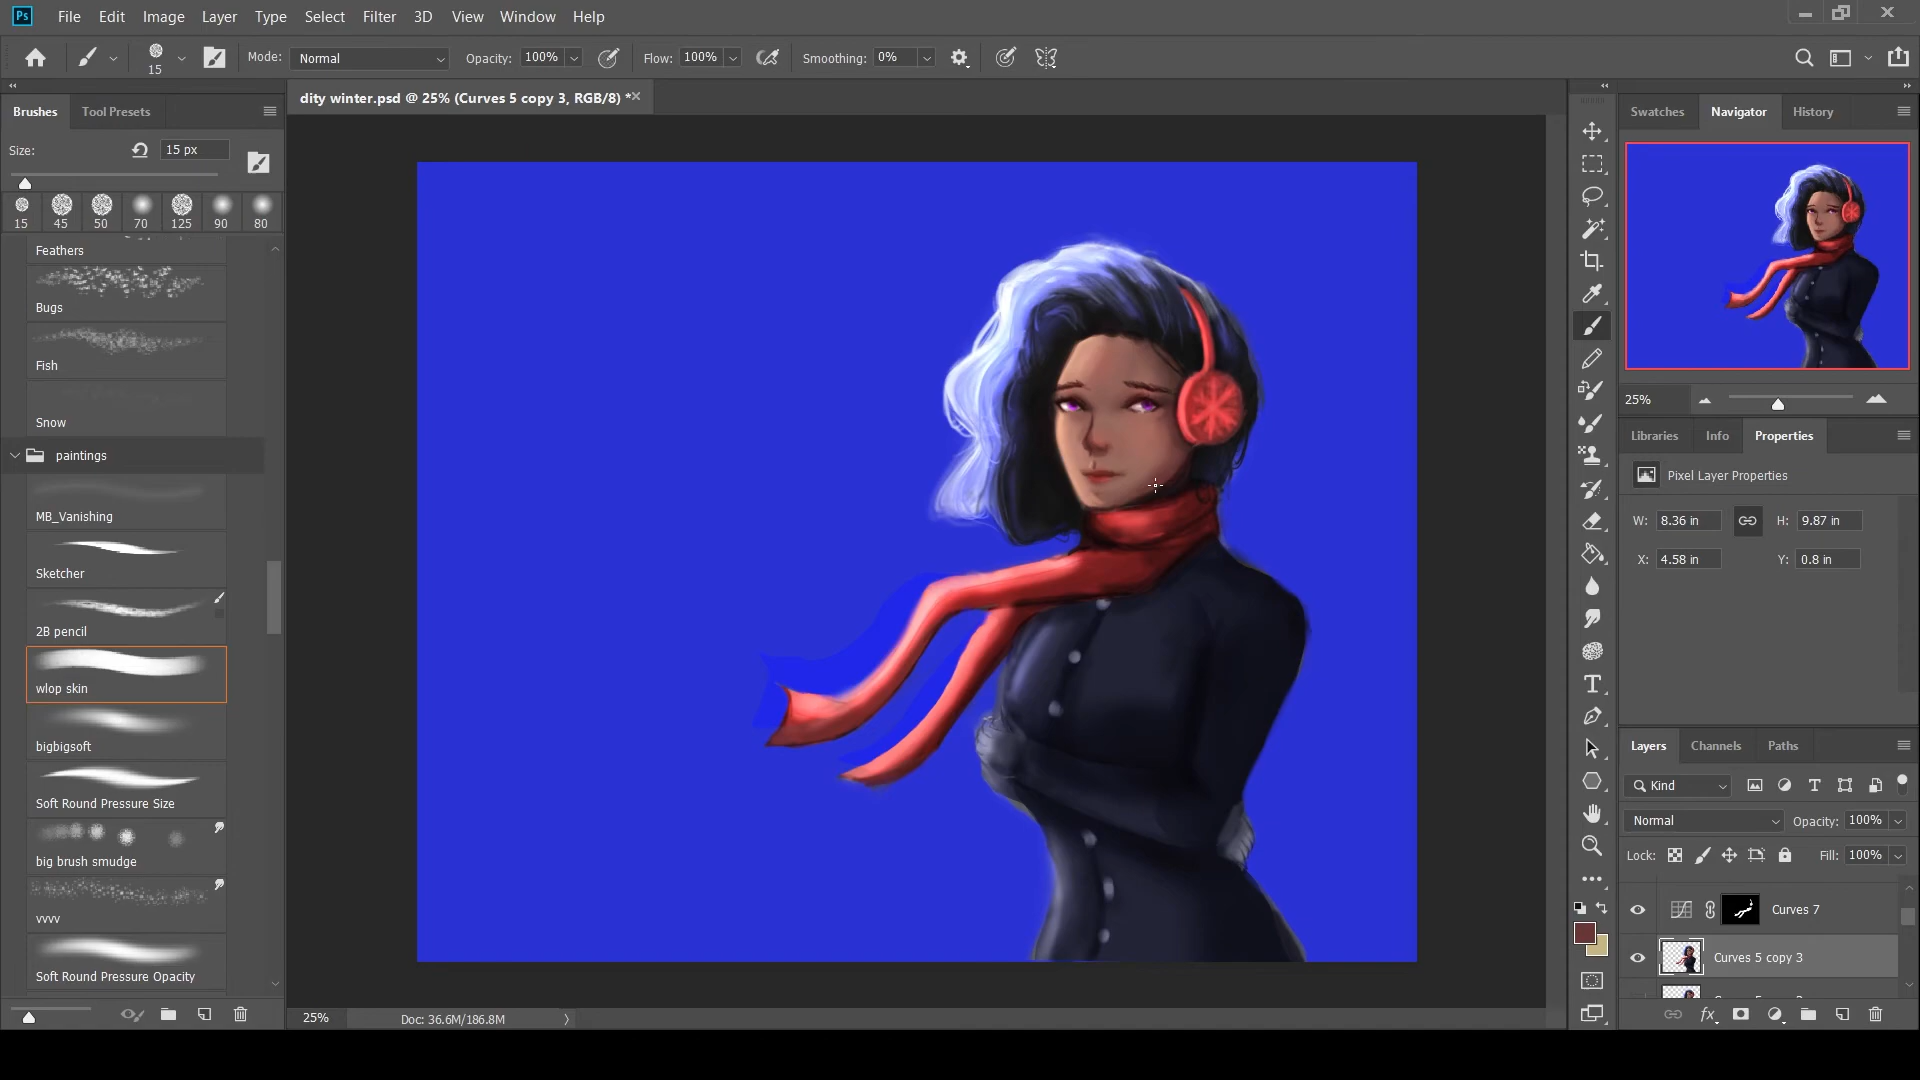 Ps File Edit Image Layer Type Select Filter 3D View Window Help
15 Mode: Normal Opacity: 100% Flow: 100% Smoothing: 0%
dity winter.psd @ 25% (Curves 5 copy 3, RGB/8) *
Brushes Tool Presets
Size: 15 px
15 45 50 70 125 90 80
Feathers
Bugs
Fish
Snow
paintings
MB_Vanishing
Sketcher
2B pencil
wlop skin
bigbigsoft
Soft Round Pressure Size
big brush smudge
vvvv
Soft Round Pressure Opacity
25% Doc: 36.6M/186.8M
Swatches Navigator History
25%
Libraries Info Properties
Pixel Layer Properties
W: 8.36 in H: 9.87 in
X: 4.58 in Y: 0.8 in
Layers Channels Paths
Kind
Normal Opacity: 100%
Lock: Fill: 100%
Curves 7
Curves 5 copy 3
fx